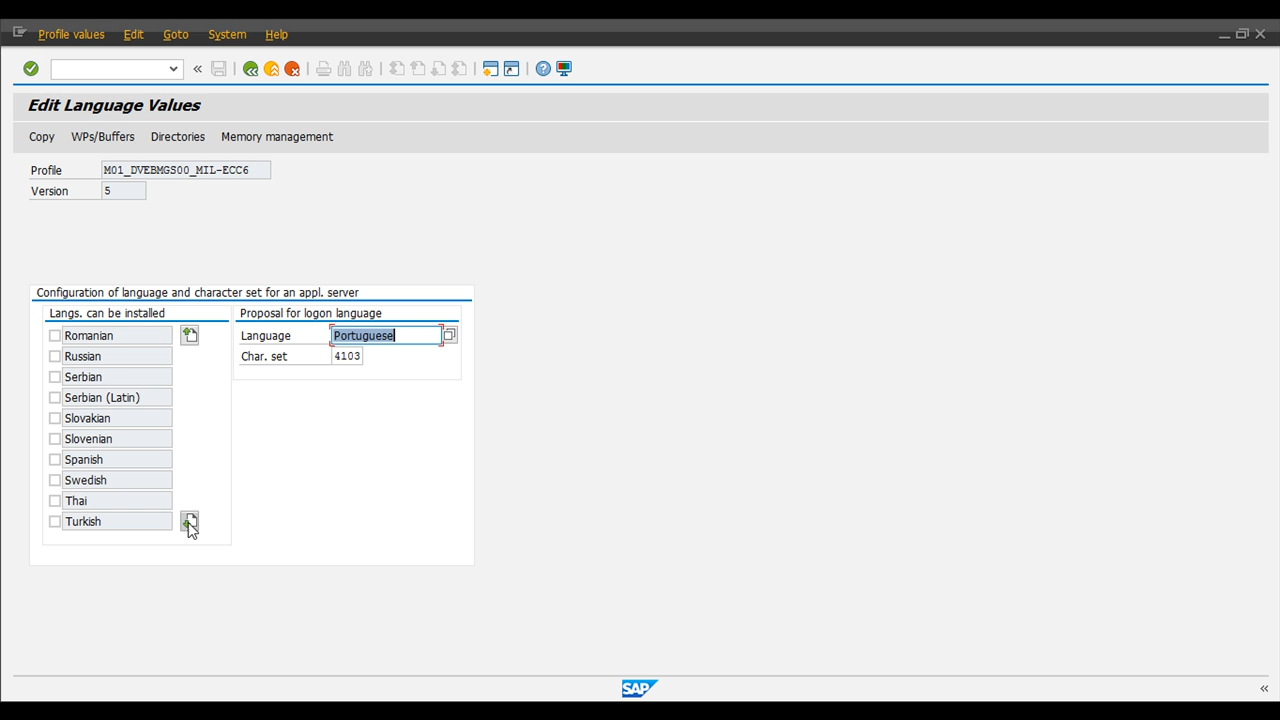 Profile values Edit Goto System Help
Edit Language Values
Copy WPs/Buffers Directories Memory management
Profile M01_DVEBMGS00_MIL-ECC6
Version 5
Configuration of language and character set for an appl. server
Langs. can be installed Proposal for logon language
Romanian Language Portuguese
Russian Char. set 4103
Serbian
Serbian (Latin)
Slovakian
Slovenian
Spanish
Swedish
Thai
Turkish
SAP